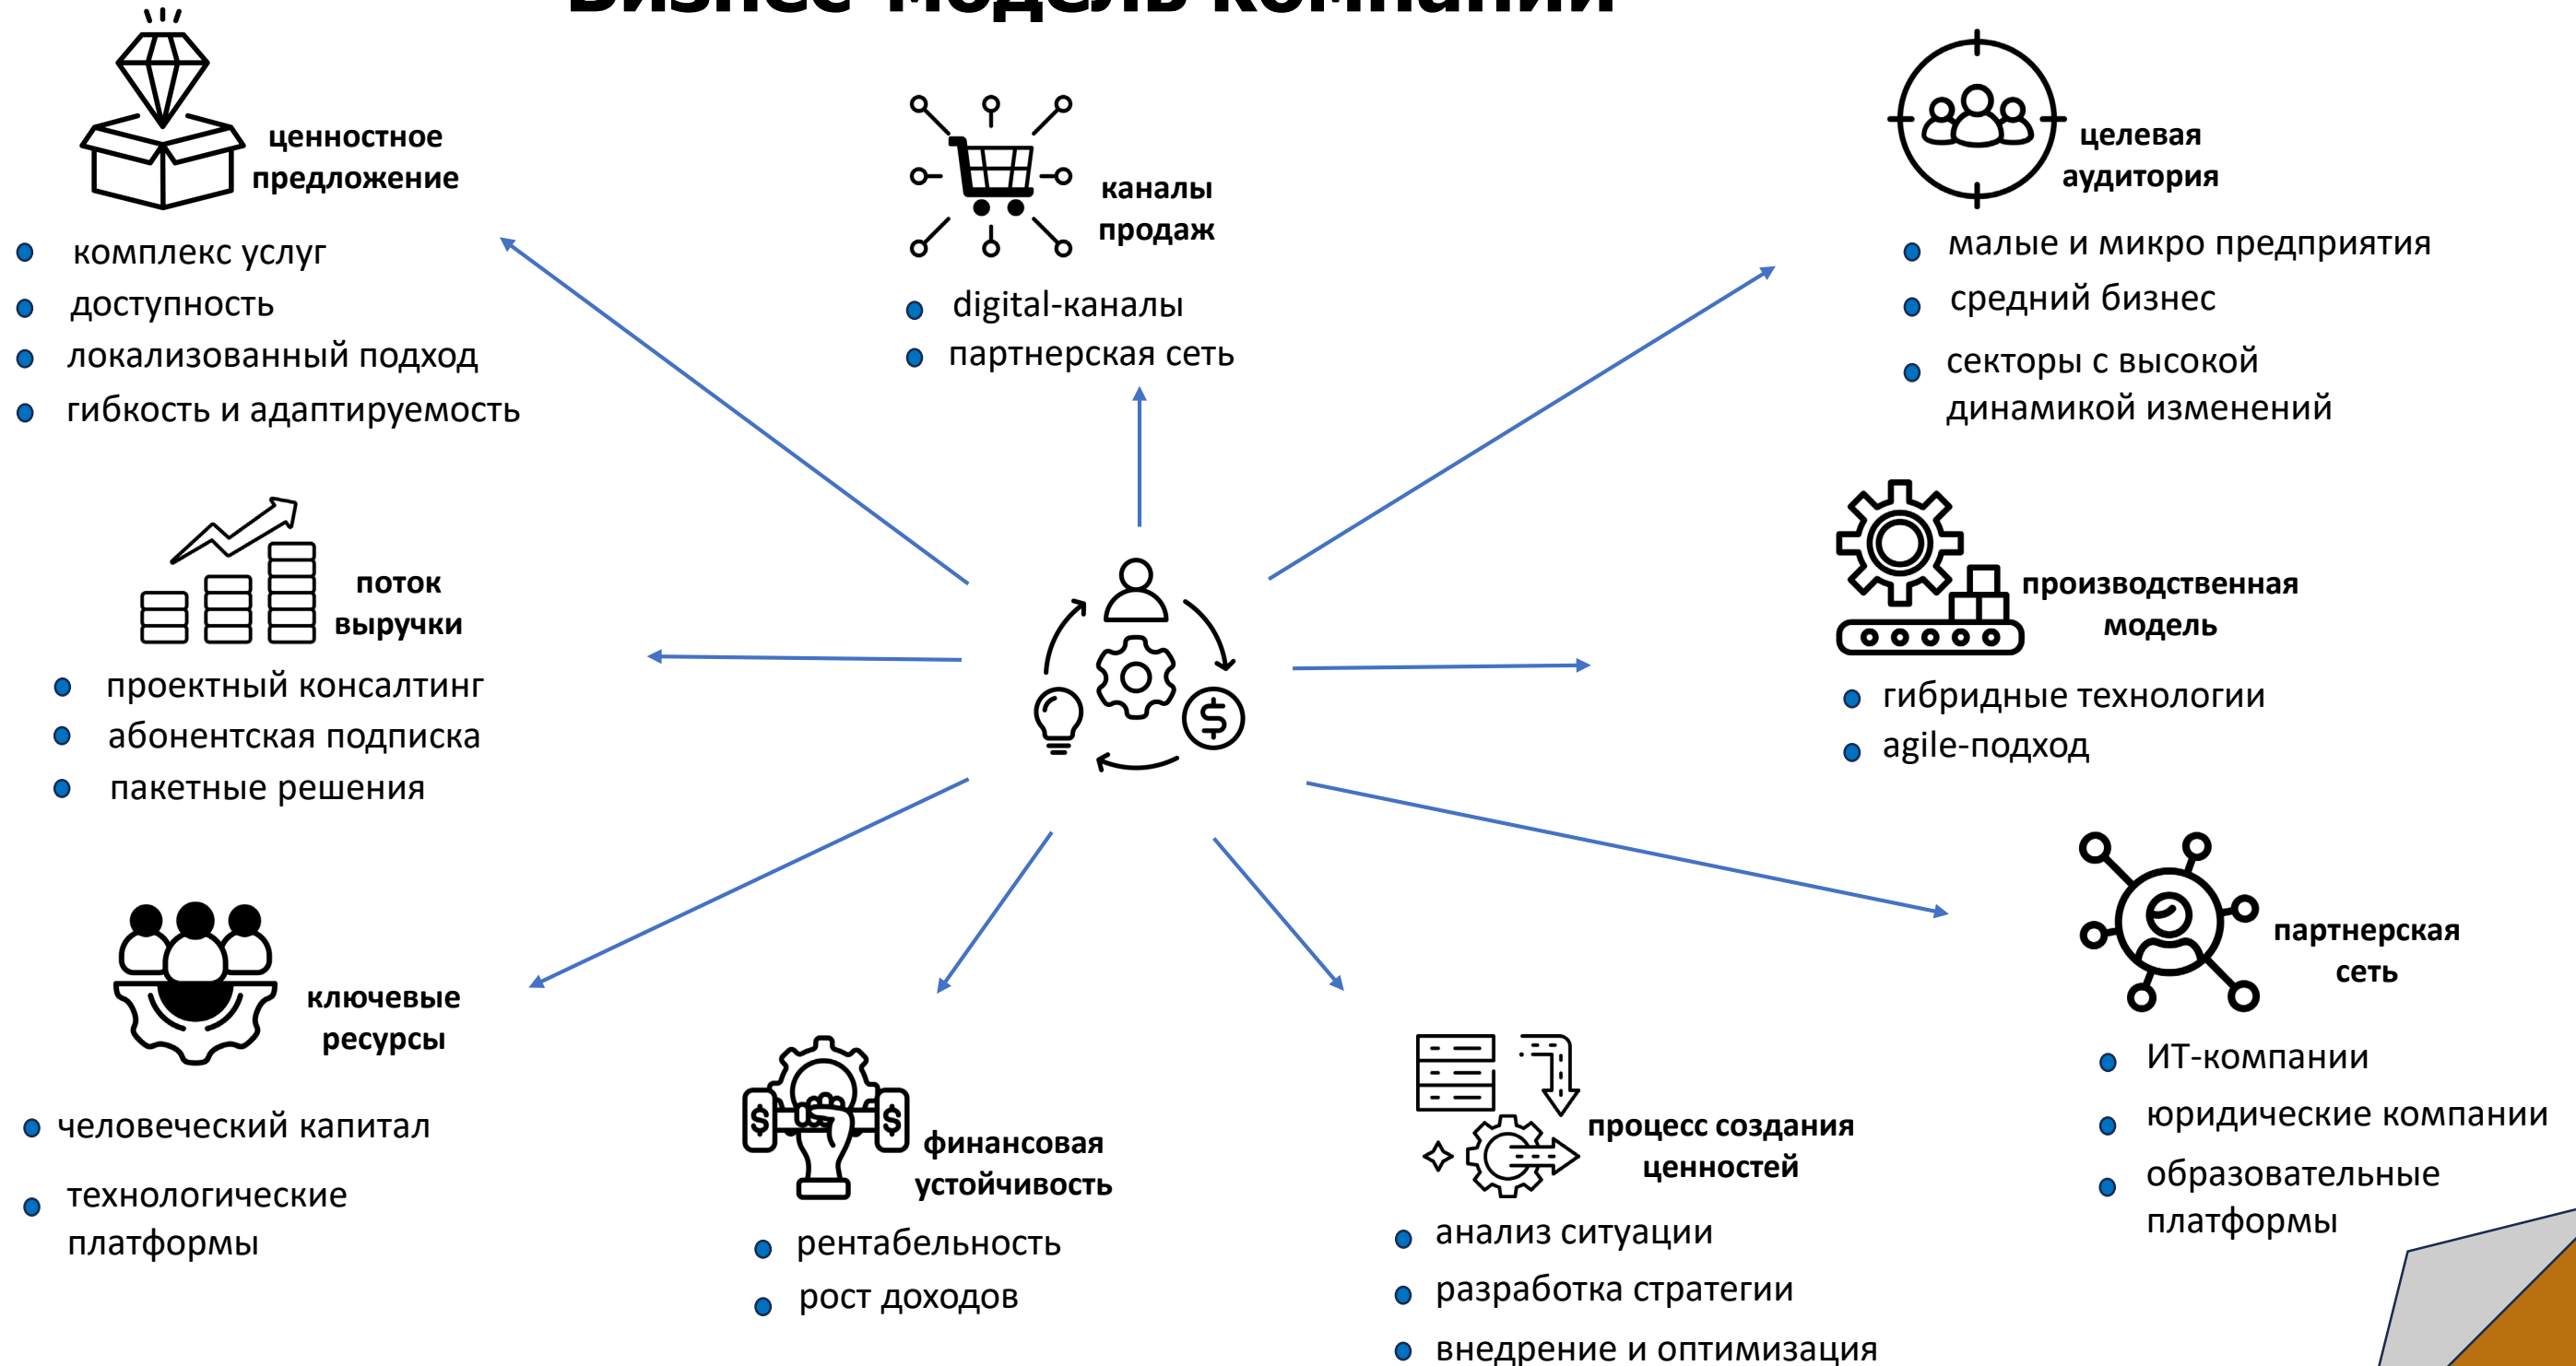 Бизнес-модель компании
ценностное
предложение
комплекс услуг
доступность
локализованный подход
гибкость и адаптируемость
каналы
продаж
digital-каналы
партнерская сеть
целевая
аудитория
малые и микро предприятия
средний бизнес
секторы с высокой
динамикой изменений
поток
выручки
проектный консалтинг
абонентская подписка
пакетные решения
производственная
модель
гибридные технологии
agile-подход
ключевые
ресурсы
человеческий капитал
технологические
платформы
финансовая
устойчивость
рентабельность
рост доходов
процесс создания
ценностей
анализ ситуации
разработка стратегии
внедрение и оптимизация
партнерская
сеть
ИТ-компании
юридические компании
образовательные
платформы